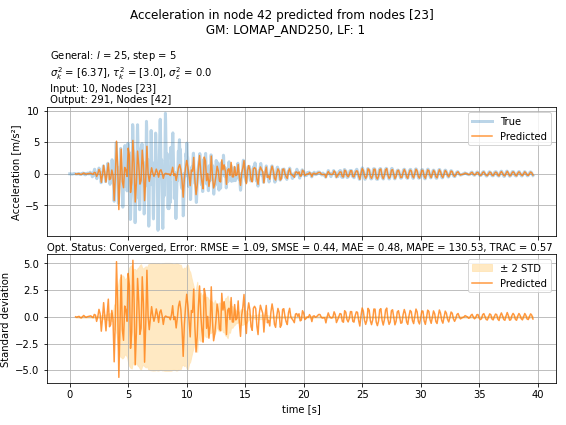 Acceleration in node 42 predicted from nodes [23]
GM: LOMAP_AND250, LF: 1
General: l = 25, step = 5
σ²ₖ = [6.37], τ²ₖ = [3.0], σ²ε = 0.0
Input: 10, Nodes [23]
Output: 291, Nodes [42]
10
5
0
−5
Acceleration [m/s²]
True
Predicted
Opt. Status: Converged, Error: RMSE = 1.09, SMSE = 0.44, MAE = 0.48, MAPE = 130.53, TRAC = 0.57
5.0
2.5
0.0
−2.5
−5.0
Standard deviation
± 2 STD
Predicted
0 5 10 15 20 25 30 35 40
time [s]